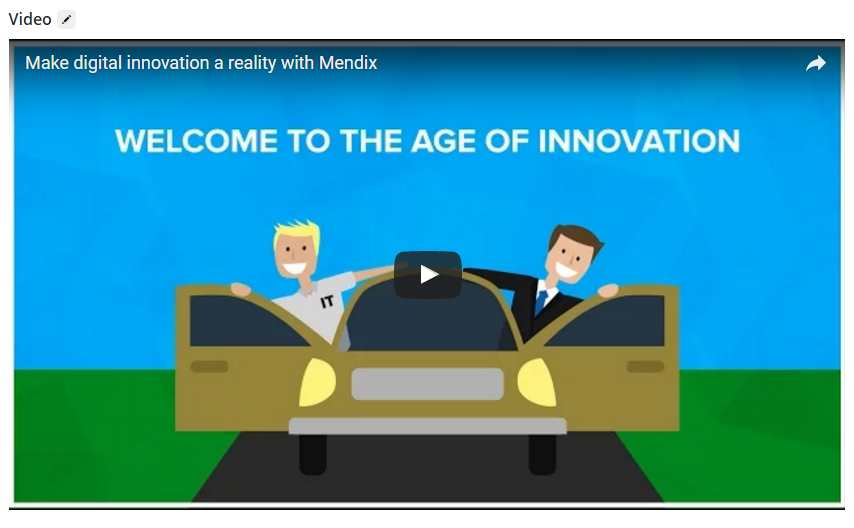 Video
Make digital innovation a reality with Mendix
WELCOME TO THE AGE OF INNOVATION
IT